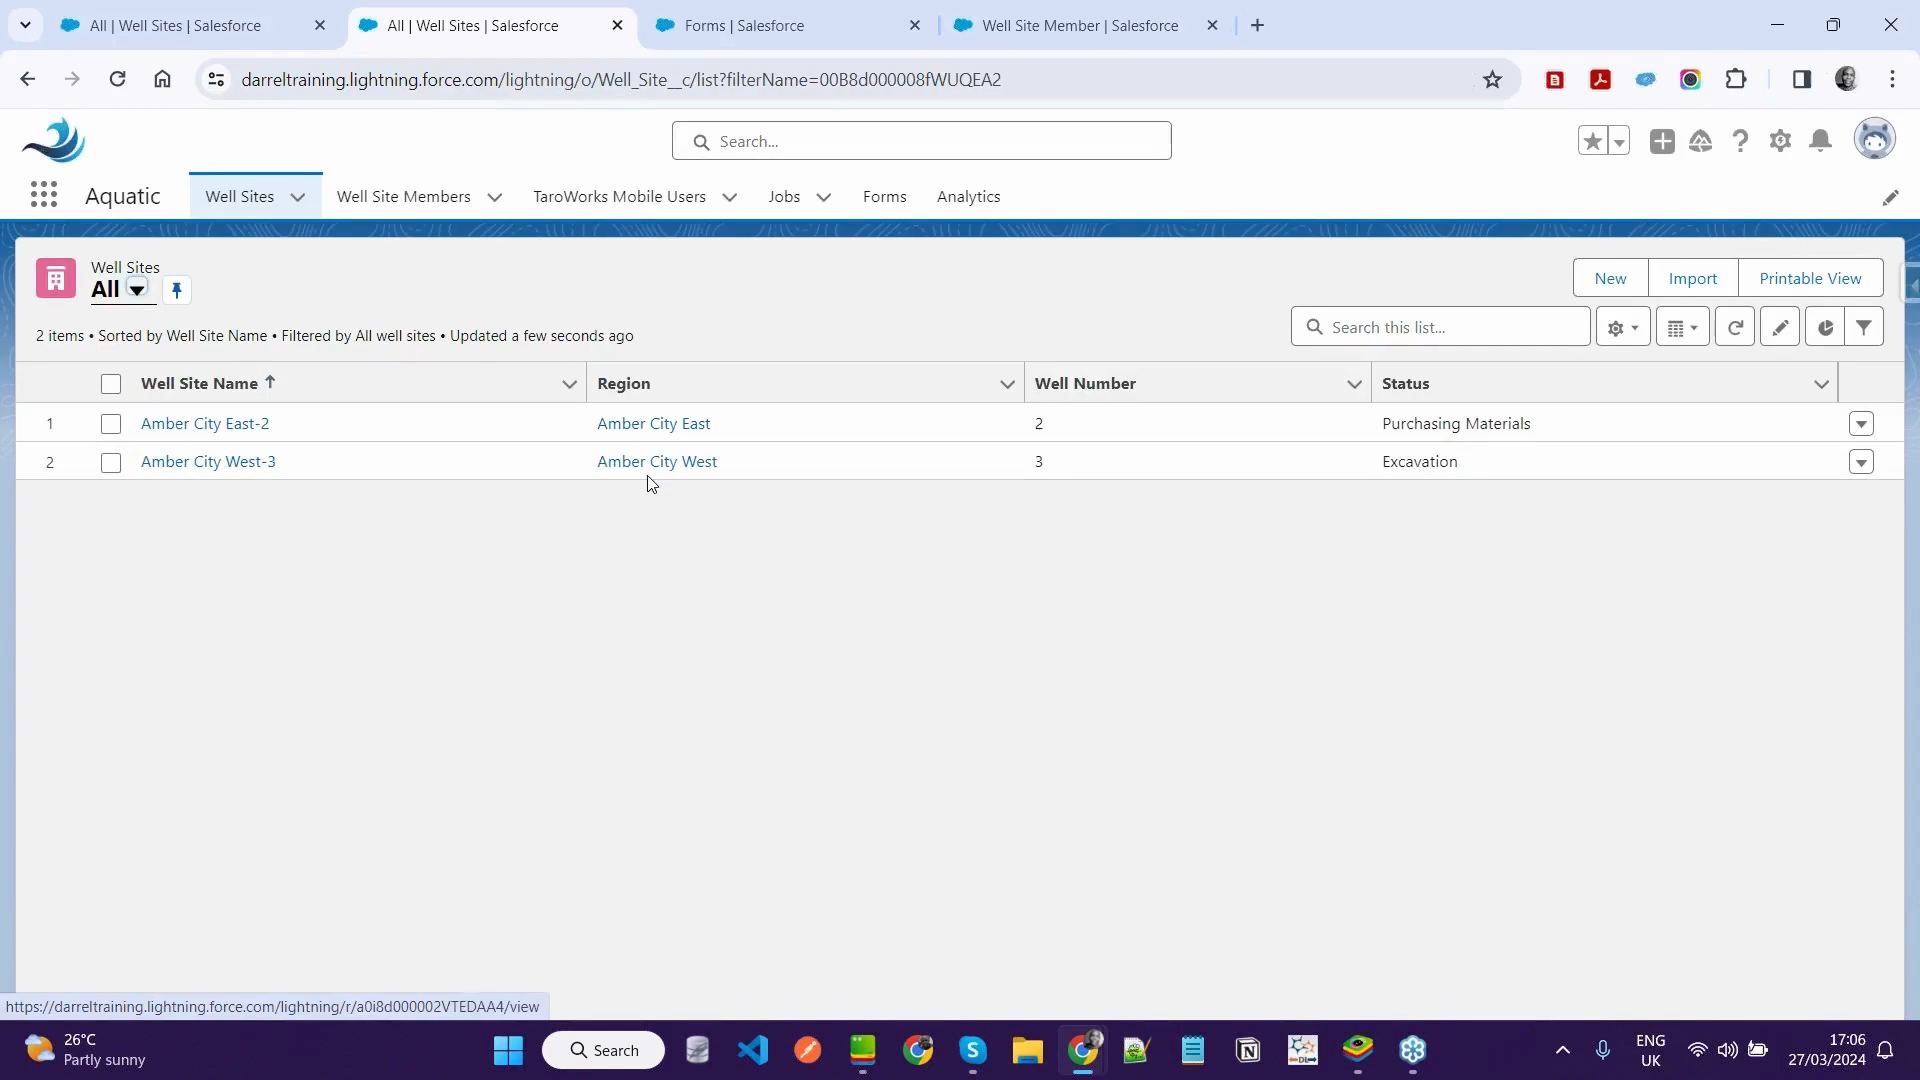 All | Well Sites | Salesforce
All | Well Sites | Salesforce
Forms | Salesforce
Well Site Member | Salesforce
darreltraining.lightning.force.com/lightning/o/Well_Site__c/list?filterName=00B8d000008fWUQEA2
Search...
Aquatic
Well Sites
Well Site Members
TaroWorks Mobile Users
Jobs
Forms
Analytics
Well Sites
All
New
Import
Printable View
2 items • Sorted by Well Site Name • Filtered by All well sites • Updated a few seconds ago
Search this list...
Well Site Name
Region
Well Number
Status
1 Amber City East-2 Amber City East 2 Purchasing Materials
2 Amber City West-3 Amber City West 3 Excavation
https://darreltraining.lightning.force.com/lightning/r/a0i8d000002VTEDAA4/view
26°C
Partly sunny
Search
ENG
UK
17:06
27/03/2024